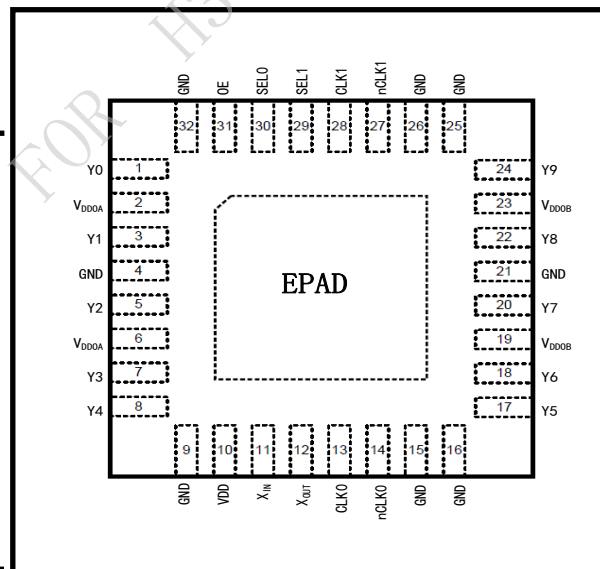 FOR H3
GND OE SEL0 SEL1 CLK1 nCLK1 GND GND
32 31 30 29 28 27 26 25
Y0 1 24 Y9
VDDOA 2 23 VDDOB
Y1 3 22 Y8
GND 4 21 GND
EPAD
Y2 5 20 Y7
VDDOA 6 19 VDDOB
Y3 7 18 Y6
Y4 8 17 Y5
9 10 11 12 13 14 15 16
GND VDD XIN XOUT CLK0 nCLK0 GND GND